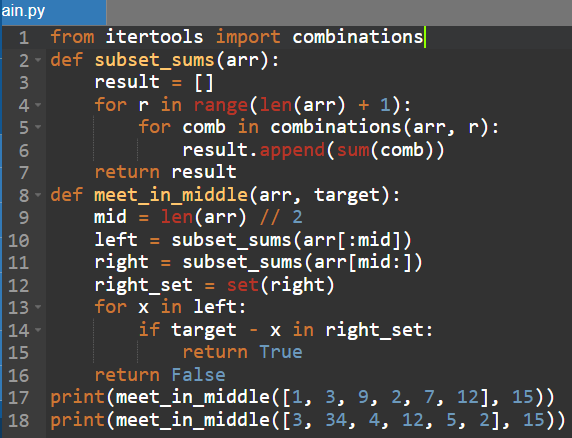 ain.py
1 from itertools import combinations
2 def subset_sums(arr):
3     result = []
4     for r in range(len(arr) + 1):
5         for comb in combinations(arr, r):
6             result.append(sum(comb))
7     return result
8 def meet_in_middle(arr, target):
9     mid = len(arr) // 2
10     left = subset_sums(arr[:mid])
11     right = subset_sums(arr[mid:])
12     right_set = set(right)
13     for x in left:
14         if target - x in right_set:
15             return True
16     return False
17 print(meet_in_middle([1, 3, 9, 2, 7, 12], 15))
18 print(meet_in_middle([3, 34, 4, 12, 5, 2], 15))